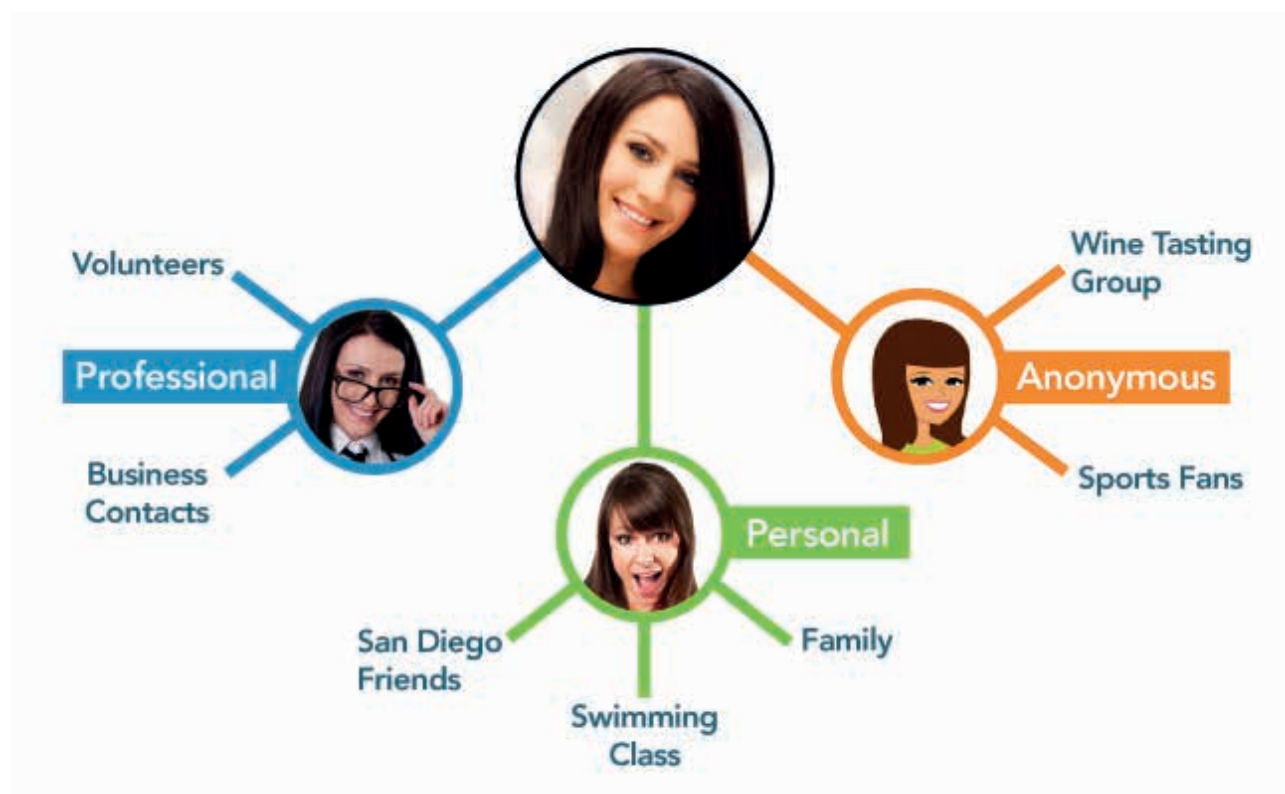 Volunteers
Professional
Business
Contacts
San Diego
Friends
Swimming
Class
Family
Personal
Wine Tasting
Group
Anonymous
Sports Fans